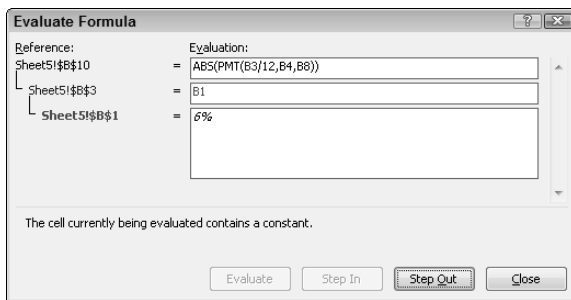 Evaluate Formula
Reference: Evaluation:
Sheet5!$B$10 = ABS(PMT(B3/12,B4,B8))
Sheet5!$B$3 = B1
Sheet5!$B$1 = 6%
The cell currently being evaluated contains a constant.
Evaluate Step In Step Out Close